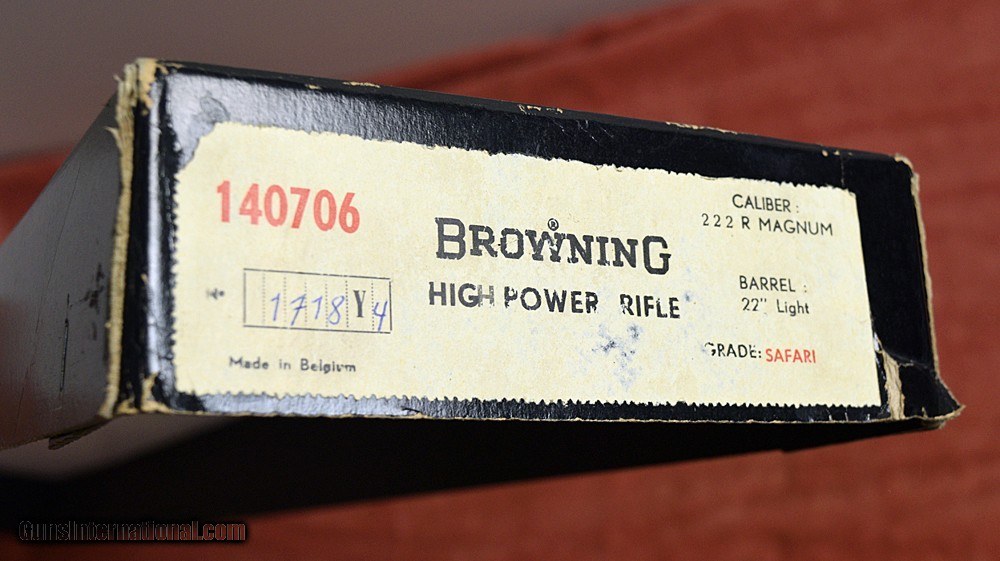 140706
BROWNING®
HIGH POWER RIFLE
N° 1718 Y 4
Made in Belgium
CALIBER :
222 R MAGNUM
BARREL :
22" Light
GRADE: SAFARI
GunsInternational.com